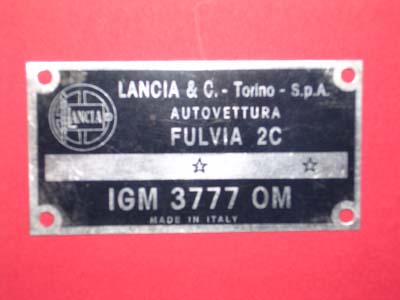 LANCIA & C. - Torino - S.p.A.
LANCIA
AUTOVETTURA
FULVIA 2C
☆ ☆
IGM 3777 OM
MADE IN ITALY